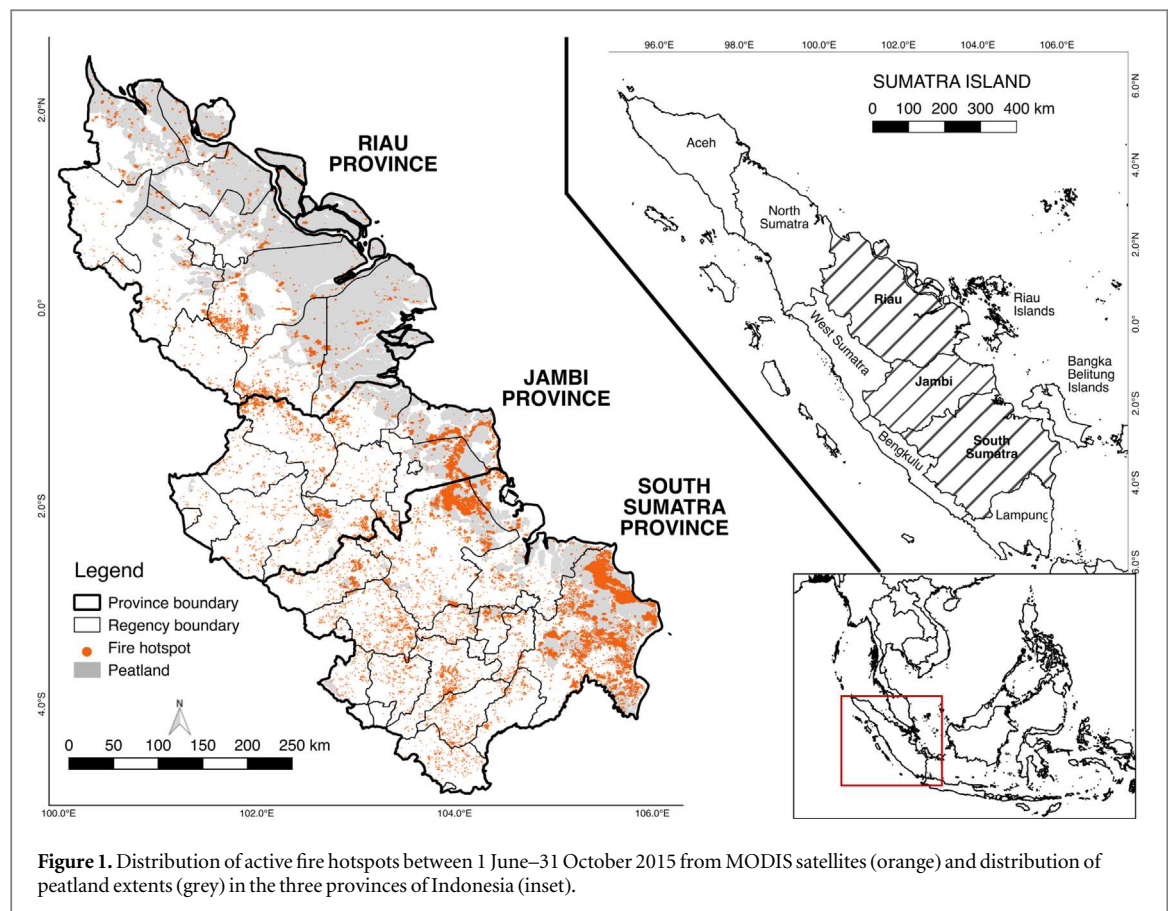 96.0°E 98.0°E 100.0°E 102.0°E 104.0°E 106.0°E
SUMATRA ISLAND
0 100 200 300 400 km
6.0°N
4.0°N
2.0°N
0.0°
2.0°S
4.0°S
6.0°S
Aceh
North
Sumatra
Riau
Riau
Islands
West Sumatra
Jambi
Bangka
Belitung
Islands
South
Sumatra
Bengkulu
Lampung
2.0°N
0.0°
2.0°S
4.0°S
RIAU
PROVINCE
JAMBI
PROVINCE
SOUTH
SUMATRA
PROVINCE
Legend
Province boundary
Regency boundary
Fire hotspot
Peatland
N
0 50 100 150 200 250 km
100.0°E 102.0°E 104.0°E 106.0°E
Figure 1. Distribution of active fire hotspots between 1 June–31 October 2015 from MODIS satellites (orange) and distribution of
peatland extents (grey) in the three provinces of Indonesia (inset).